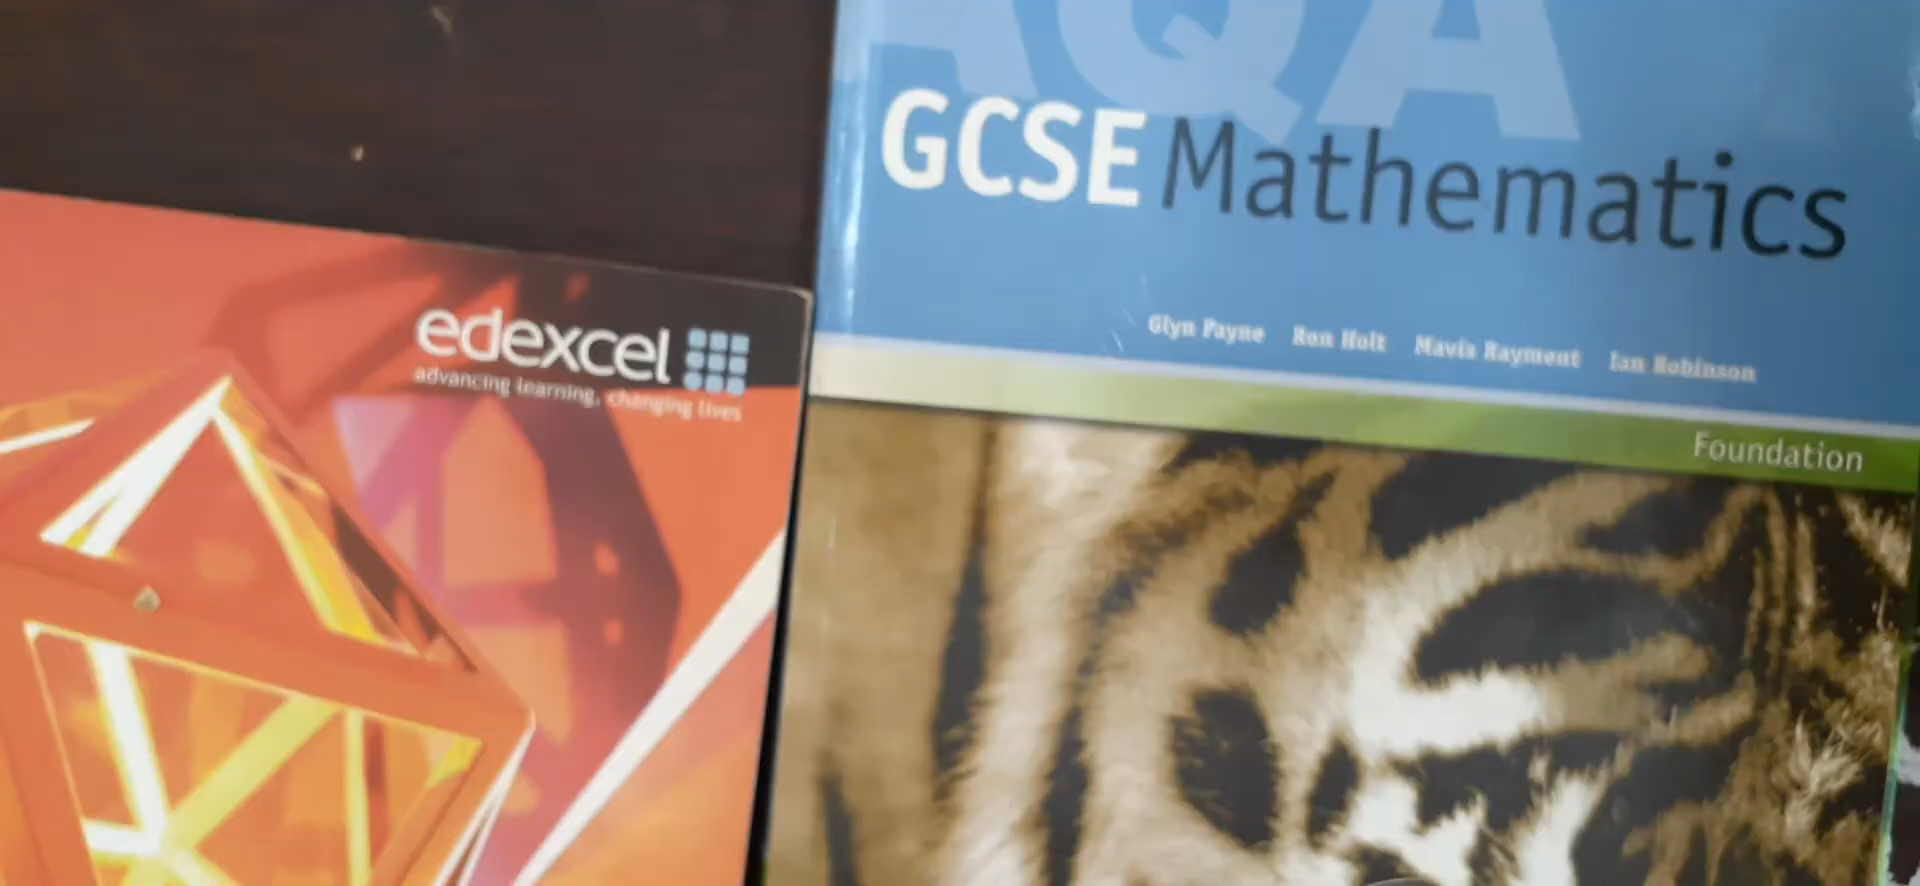 AQA
GCSE Mathematics
Glyn Payne Ron Holt Mavis Rayment Ian Robinson
Foundation
edexcel
advancing learning, changing lives